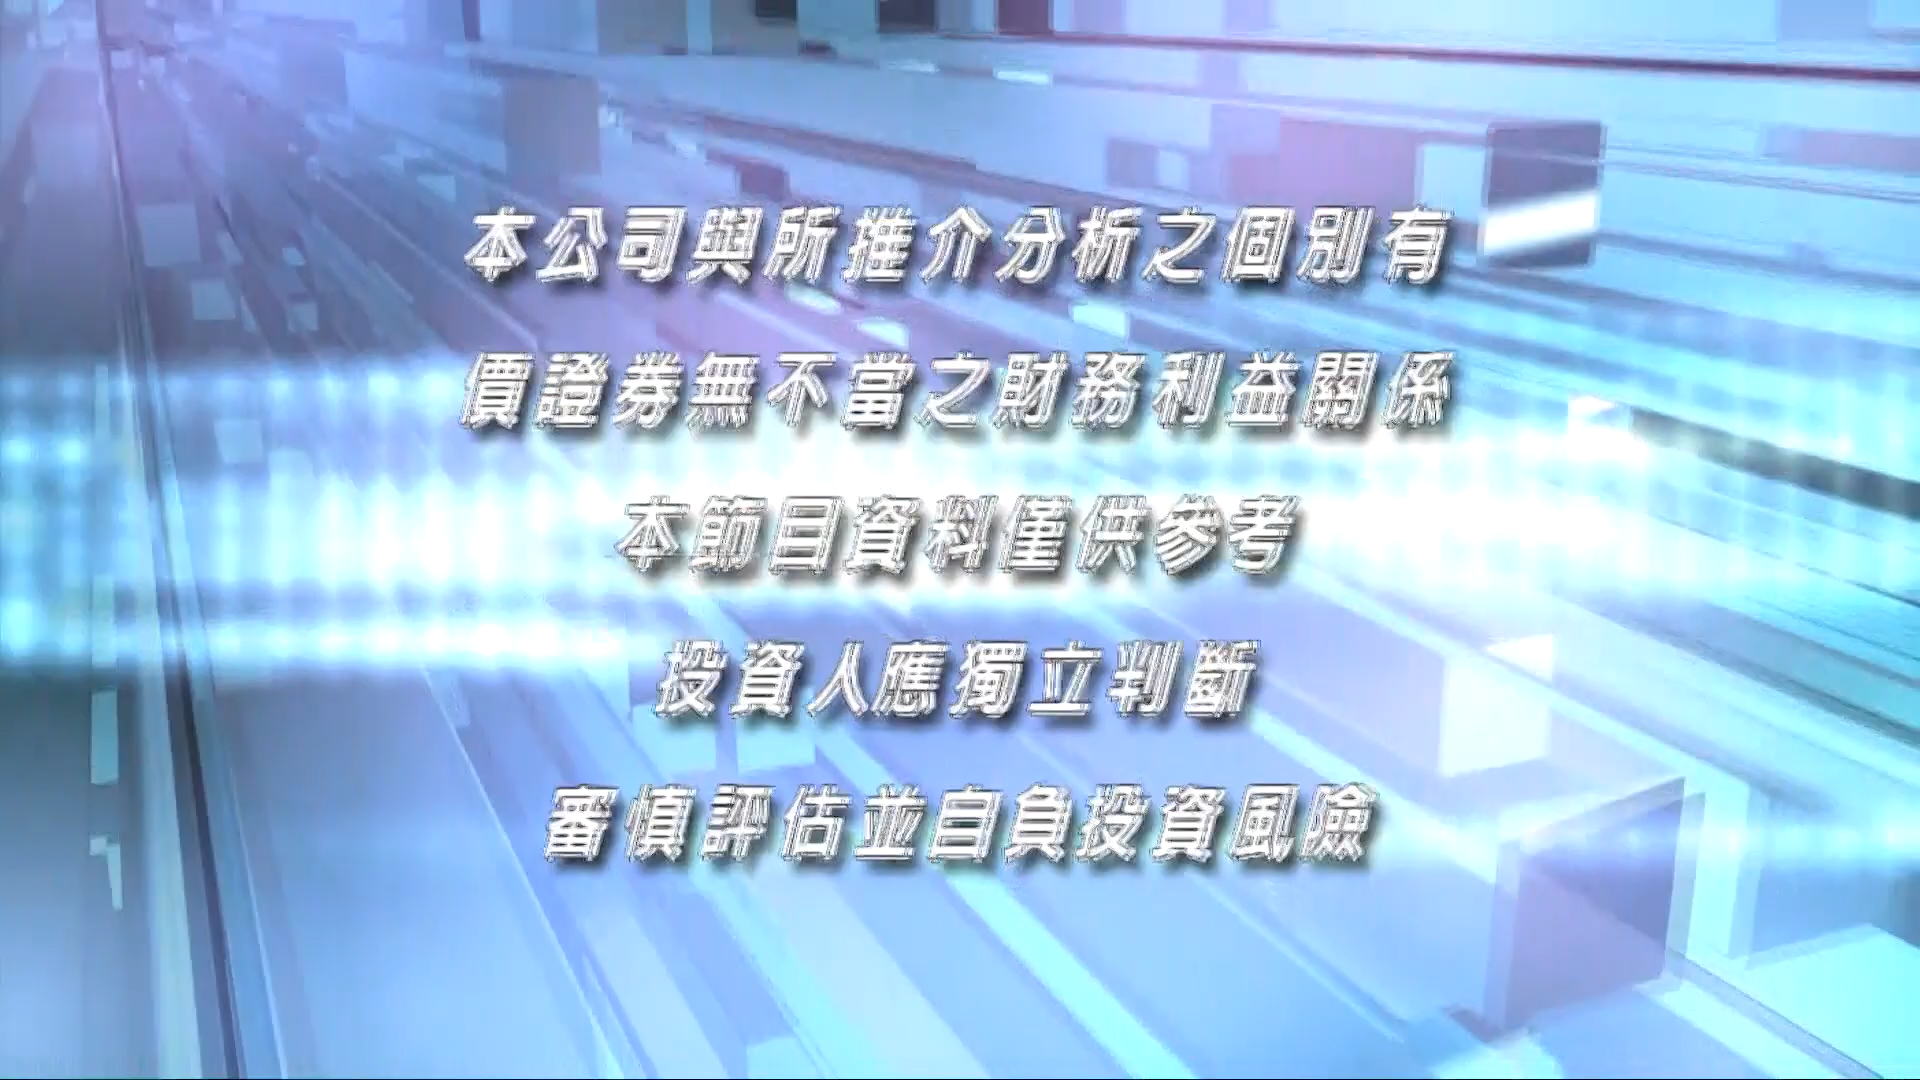 本公司與所推介分析之個別有
價證券無不當之財務利益關係
本節目資料僅供參考
投資人應獨立判斷
審慎評估並自負投資風險